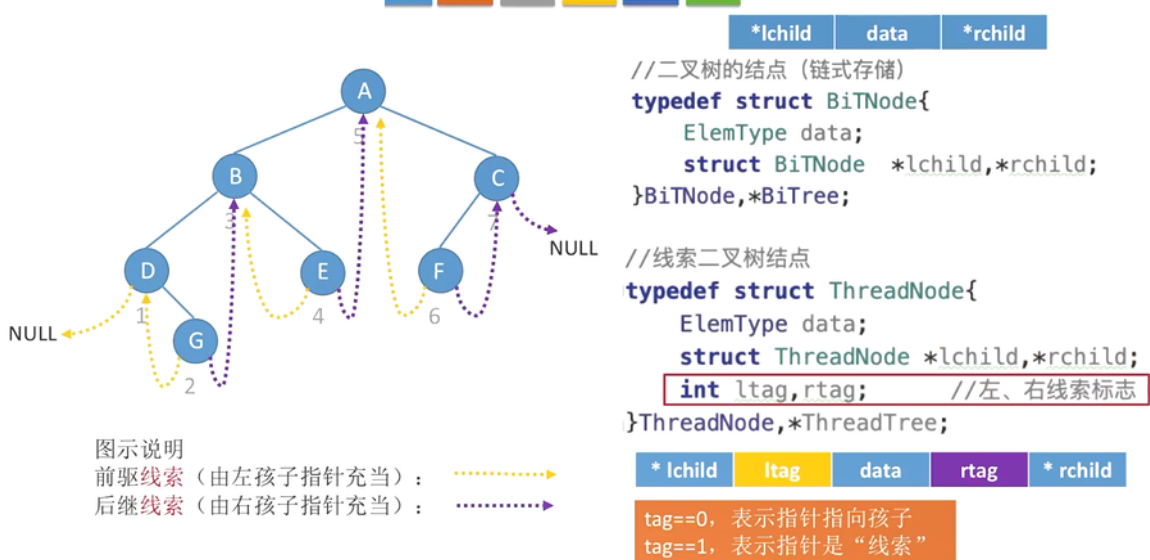 *lchild data *rchild
//二叉树的结点（链式存储）
typedef struct BiTNode{
ElemType data;
struct BiTNode *lchild,*rchild;
}BiTNode,*BiTree;
A
5
B
3
C
7
NULL
D
1
E
4
F
6
NULL
G
2
//线索二叉树结点
typedef struct ThreadNode{
ElemType data;
struct ThreadNode *lchild,*rchild;
int ltag,rtag; //左、右线索标志
}ThreadNode,*ThreadTree;
图示说明
前驱线索（由左孩子指针充当）：
后继线索（由右孩子指针充当）：
* lchild ltag data rtag * rchild
tag==0，表示指针指向孩子
tag==1，表示指针是“线索”